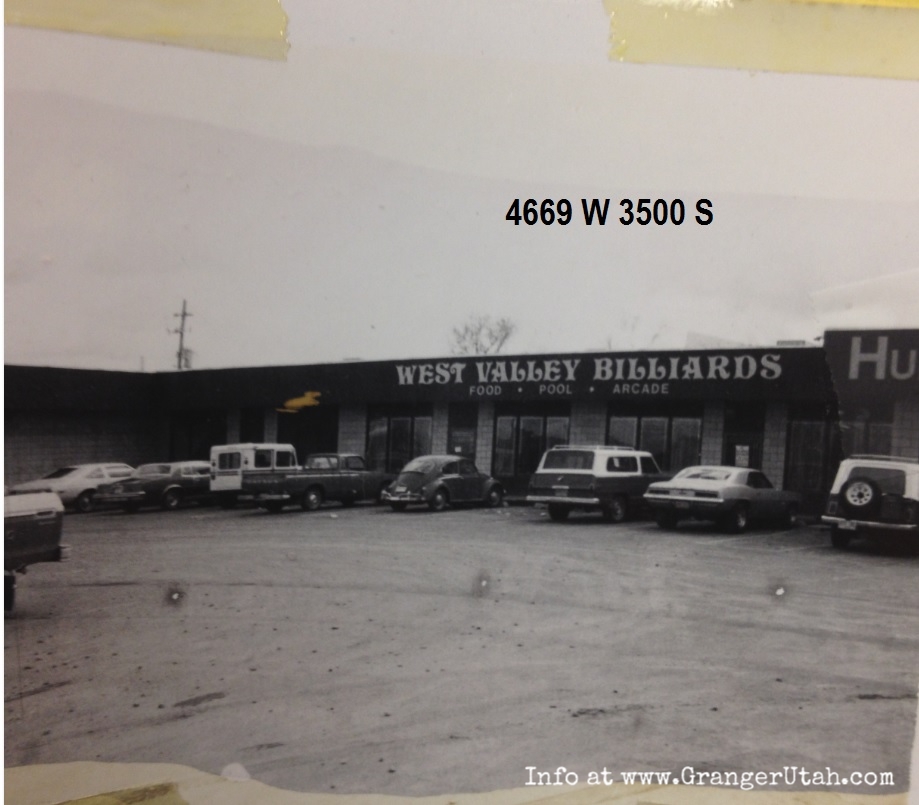 4669 W 3500 S
WEST VALLEY BILLIARDS
FOOD • POOL • ARCADE
HU
Info at www.GrangerUtah.com